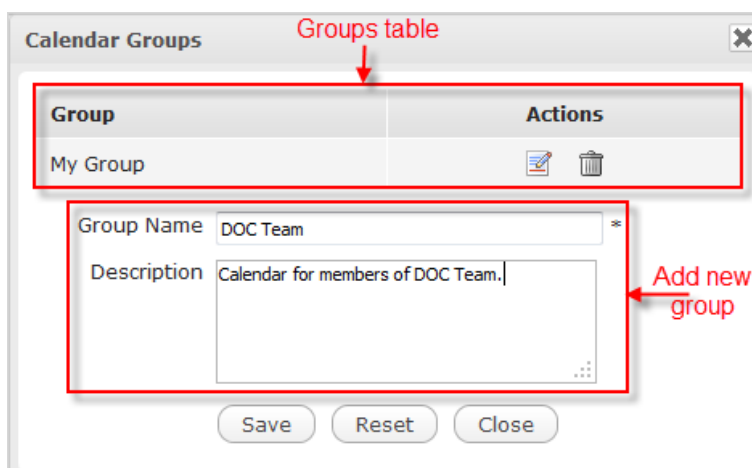 Calendar Groups
Groups table
Group Actions
My Group
Group Name DOC Team *
Description Calendar for members of DOC Team.
Add new
group
Save Reset Close